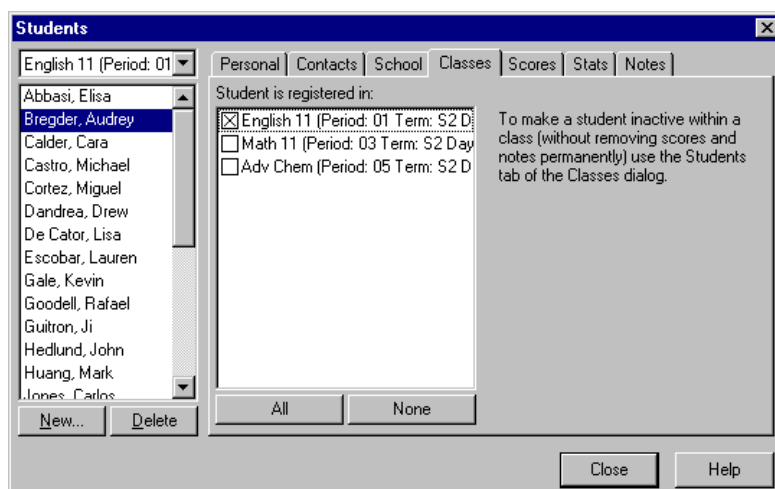 Students
English 11 (Period: 01
Personal
Contacts
School
Classes
Scores
Stats
Notes
Abbasi, Elisa
Bregder, Audrey
Calder, Cara
Castro, Michael
Cortez, Miguel
Dandrea, Drew
De Cator, Lisa
Escobar, Lauren
Gale, Kevin
Goodell, Rafael
Guitron, Ji
Hedlund, John
Huang, Mark
Jones, Carlos
New...
Delete
Student is registered in:
English 11 (Period: 01 Term: S2 D
Math 11 (Period: 03 Term: S2 Day
Adv Chem (Period: 05 Term: S2 D
All
None
To make a student inactive within a
class (without removing scores and
notes permanently) use the Students
tab of the Classes dialog.
Close
Help